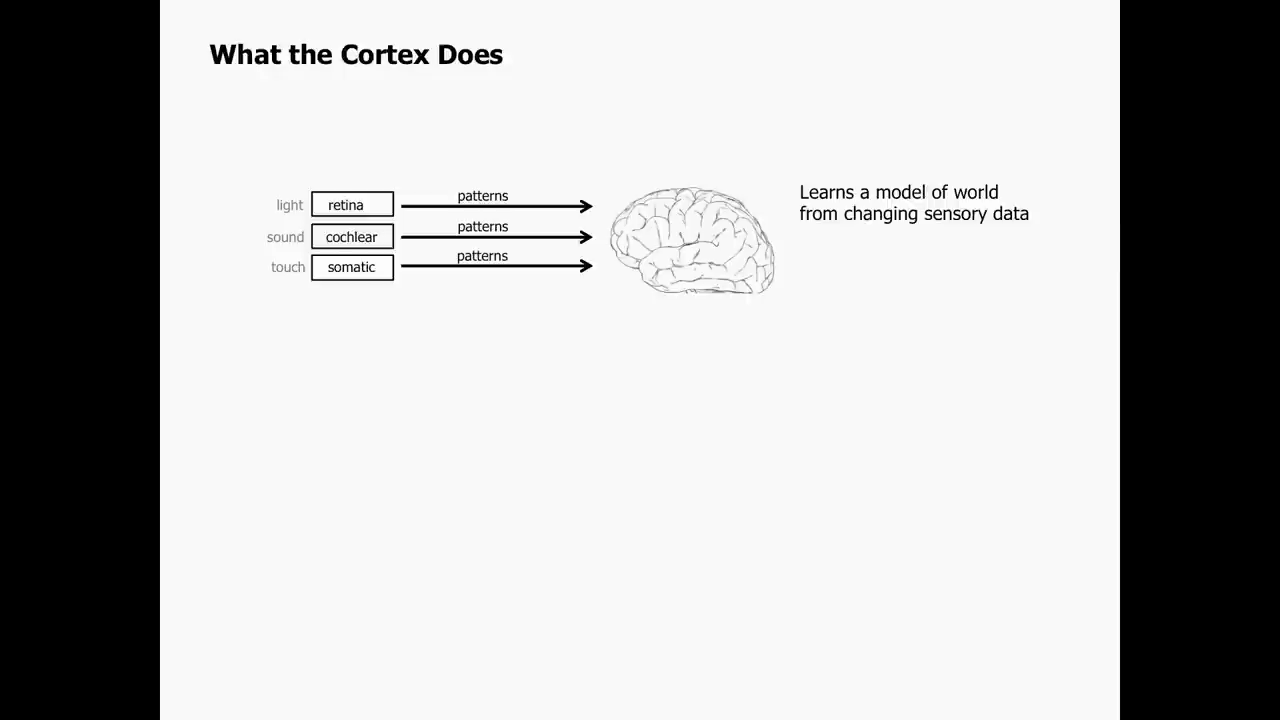 What the Cortex Does
light retina patterns
sound cochlear patterns
touch somatic patterns
Learns a model of world
from changing sensory data